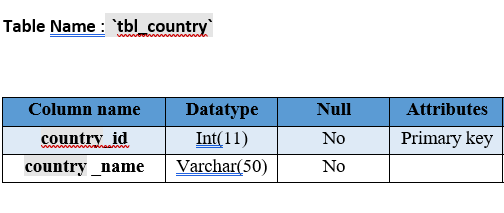 Table Name : `tbl_country`
Column name Datatype Null Attributes
country_id Int(11) No Primary key
country _name Varchar(50) No